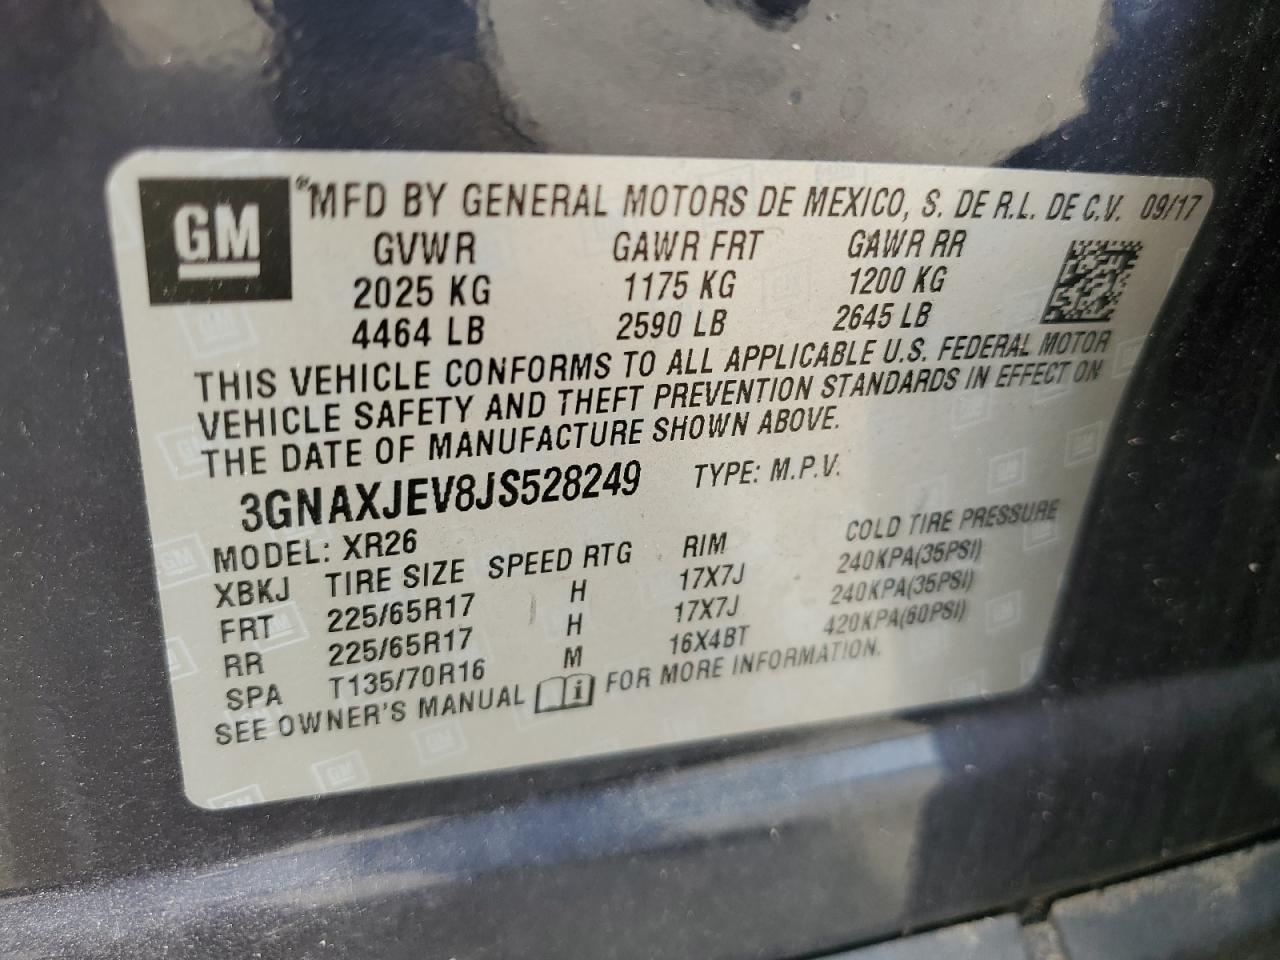 GM ®MFD BY GENERAL MOTORS DE MEXICO, S. DE R.L. DE C.V. 09/17
GVWR GAWR FRT GAWR RR
2025 KG 1175 KG 1200 KG
4464 LB 2590 LB 2645 LB
THIS VEHICLE CONFORMS TO ALL APPLICABLE U.S. FEDERAL MOTOR
VEHICLE SAFETY AND THEFT PREVENTION STANDARDS IN EFFECT ON
THE DATE OF MANUFACTURE SHOWN ABOVE.
3GNAXJEV8JS528249 TYPE: M.P.V.
MODEL: XR26
XBKJ TIRE SIZE SPEED RTG RIM COLD TIRE PRESSURE
FRT 225/65R17 H 17X7J 240KPA(35PSI)
RR 225/65R17 H 17X7J 240KPA(35PSI)
SPA T135/70R16 M 16X4BT 420KPA(60PSI)
SEE OWNER'S MANUAL i FOR MORE INFORMATION.